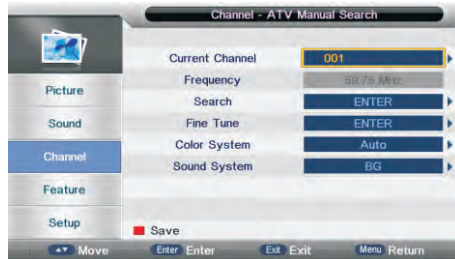 Channel - ATV Manual Search
Picture
Sound
Channel
Feature
Setup
Current Channel 001
Frequency 59.75 MHz
Search ENTER
Fine Tune ENTER
Color System Auto
Sound System BG
Save
Move Enter Enter Exit Exit Menu Return